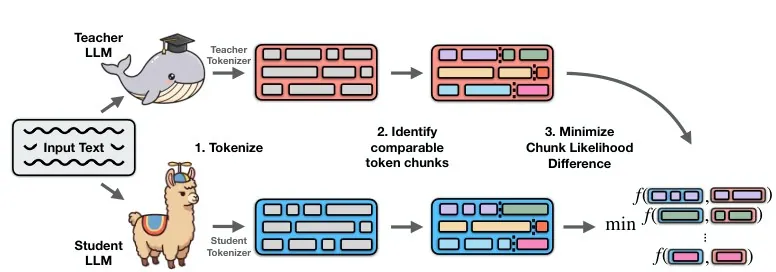 Teacher
LLM
Teacher
Tokenizer
Input Text
1. Tokenize
2. Identify
comparable
token chunks
3. Minimize
Chunk Likelihood
Difference
Student
LLM
Student
Tokenizer
min
f( , )
f( , )
⋮
f( , )